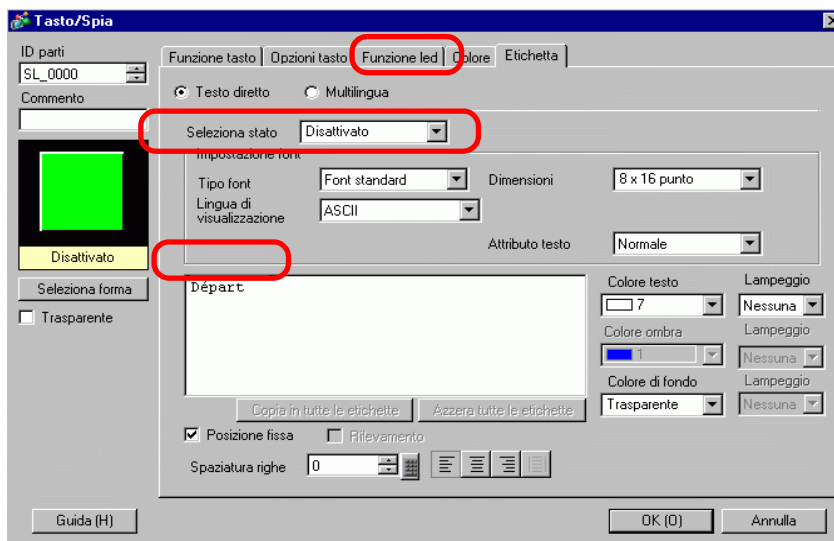 Tasto/Spia
ID parti
SL_0000
Commento
Disattivato
Seleziona forma
Trasparente
Funzione tasto Opzioni tasto Funzione led Colore Etichetta
Testo diretto Multilingua
Seleziona stato Disattivato
Impostazione font
Tipo font Font standard Dimensioni 8 x 16 punto
Lingua di
visualizzazione ASCII
Attributo testo Normale
Départ
Colore testo Lampeggio
7 Nessuna
Colore ombra Lampeggio
1 Nessuna
Colore di fondo Lampeggio
Trasparente Nessuna
Copia in tutte le etichette Azzera tutte le etichette
Posizione fissa Rilevamento
Spaziatura righe 0
Guida (H) OK (O) Annulla